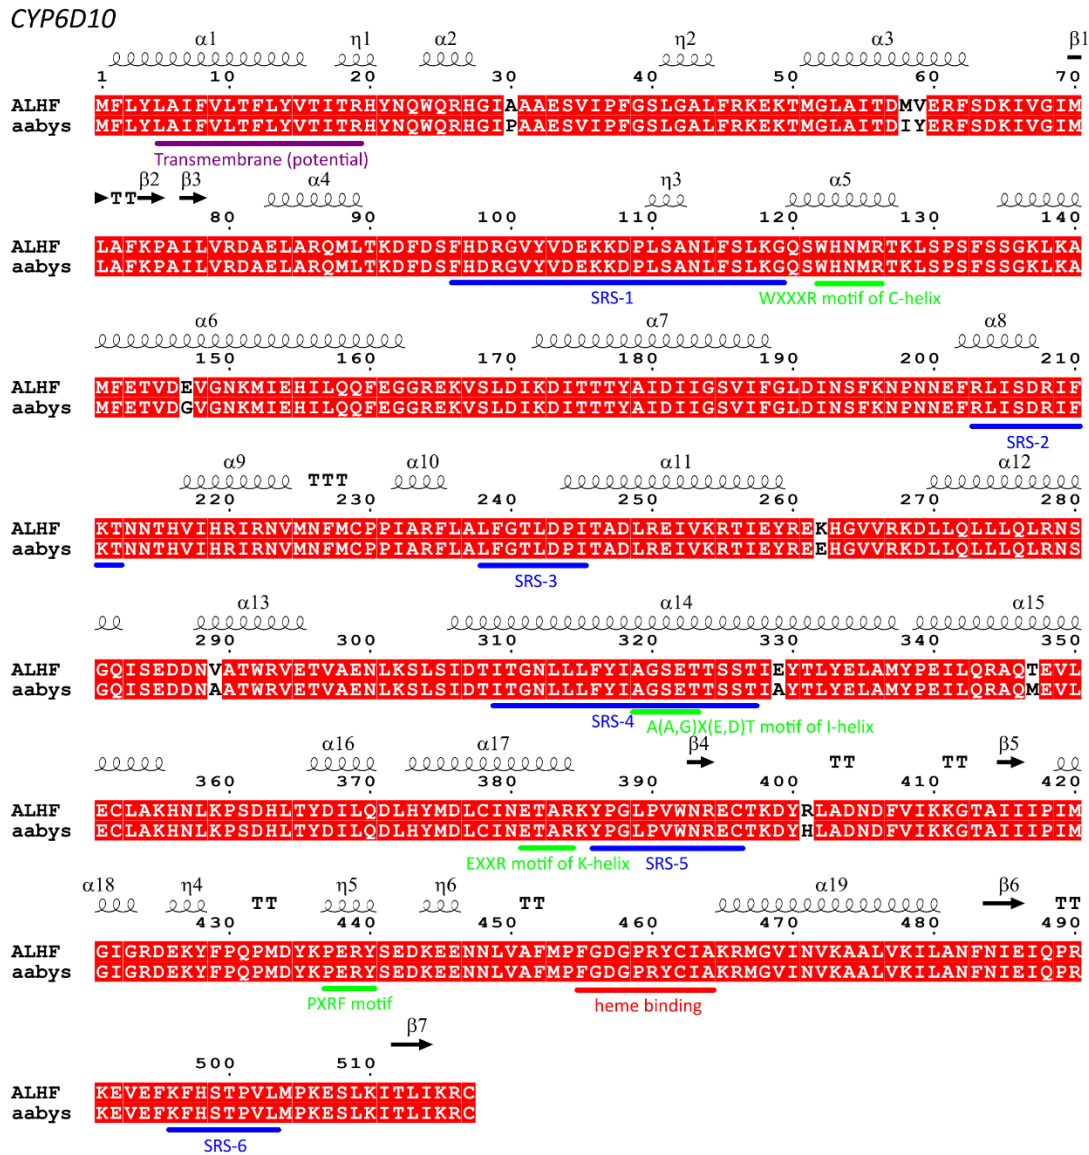 CYP6D10
α1 η1 α2 η2 α3 β1
1 10 20 30 40 50 60 70
ALHF MFLYLAIFVLTFLYVTITRHYNQWQRHGIAAAESVIPFGSLGALFRKEKTMGLAITDMVERFSDKIVGIM
aabys MFLYLAIFVLTFLYVTITRHYNQWQRHGIPAAESVIPFGSLGALFRKEKTMGLAITDIYERFSDKIVGIM
Transmembrane (potential)
TT β2 β3 α4 η3 α5
80 90 100 110 120 130 140
ALHF LAFKPAILVRDAELARQMLTKDFDSFHDRGVYVDEKKDPLSANLFSLKGQSWHNMRTKLSPSFSSGKLKA
aabys LAFKPAILVRDAELARQMLTKDFDSFHDRGVYVDEKKDPLSANLFSLKGQSWHNMRTKLSPSFSSGKLKA
SRS-1 WXXXR motif of C-helix
α6 α7 α8
150 160 170 180 190 200 210
ALHF MFETVDEVGNKMIEHILQQFEGGREKVSLDIKDITTTYAIDIIGSVIFGLDINSFKNPNNEFRLISDRIF
aabys MFETVDGVGNKMIEHILQQFEGGREKVSLDIKDITTTYAIDIIGSVIFGLDINSFKNPNNEFRLISDRIF
SRS-2
α9 TTT α10 α11 α12
220 230 240 250 260 270 280
ALHF KTNNTHVIHRIRNVMNFMCPPIARFLALFGTLDPITADLREIVKRTIEYREKHGVVRKDLLQLLLQLRNS
aabys KTNNTHVIHRIRNVMNFMCPPIARFLALFGTLDPITADLREIVKRTIEYREEHGVVRKDLLQLLLQLRNS
SRS-3
α13 α14 α15
290 300 310 320 330 340 350
ALHF GQISEDDNVATWRVETVAENLKSLSIDTITGNLLLFYIAGSETTSSTIEYTLYELAMYPEILQRAQTEVL
aabys GQISEDDNAATWRVETVAENLKSLSIDTITGNLLLFYIAGSETTSSTIAYTLYELAMYPEILQRAQMEVL
SRS-4 A(A,G)X(E,D)T motif of I-helix
α16 α17 β4 TT TT β5
360 370 380 390 400 410 420
ALHF ECLAKHNLKPSDHLTYDILQDLHYMDLCINETARKYPGLPVWNRECTKDYRLADNDFVIKKGTAIIIPIM
aabys ECLAKHNLKPSDHLTYDILQDLHYMDLCINETARKYPGLPVWNRECTKDYHLADNDFVIKKGTAIIIPIM
EXXR motif of K-helix SRS-5
α18 η4 TT η5 η6 TT α19 β6 TT
430 440 450 460 470 480 490
ALHF GIGRDEKYFPQPMDYKPERYSEDKEENNLVAFMPFGDGPRYCIAKRMGVINVKAALVKILANFNIEIQPR
aabys GIGRDEKYFPQPMDYKPERYSEDKEENNLVAFMPFGDGPRYCIAKRMGVINVKAALVKILANFNIEIQPR
PXRF motif heme binding
β7
500 510
ALHF KEVEFKFHSTPVLMPKESLKITLIKRC
aabys KEVEFKFHSTPVLMPKESLKITLIKRC
SRS-6